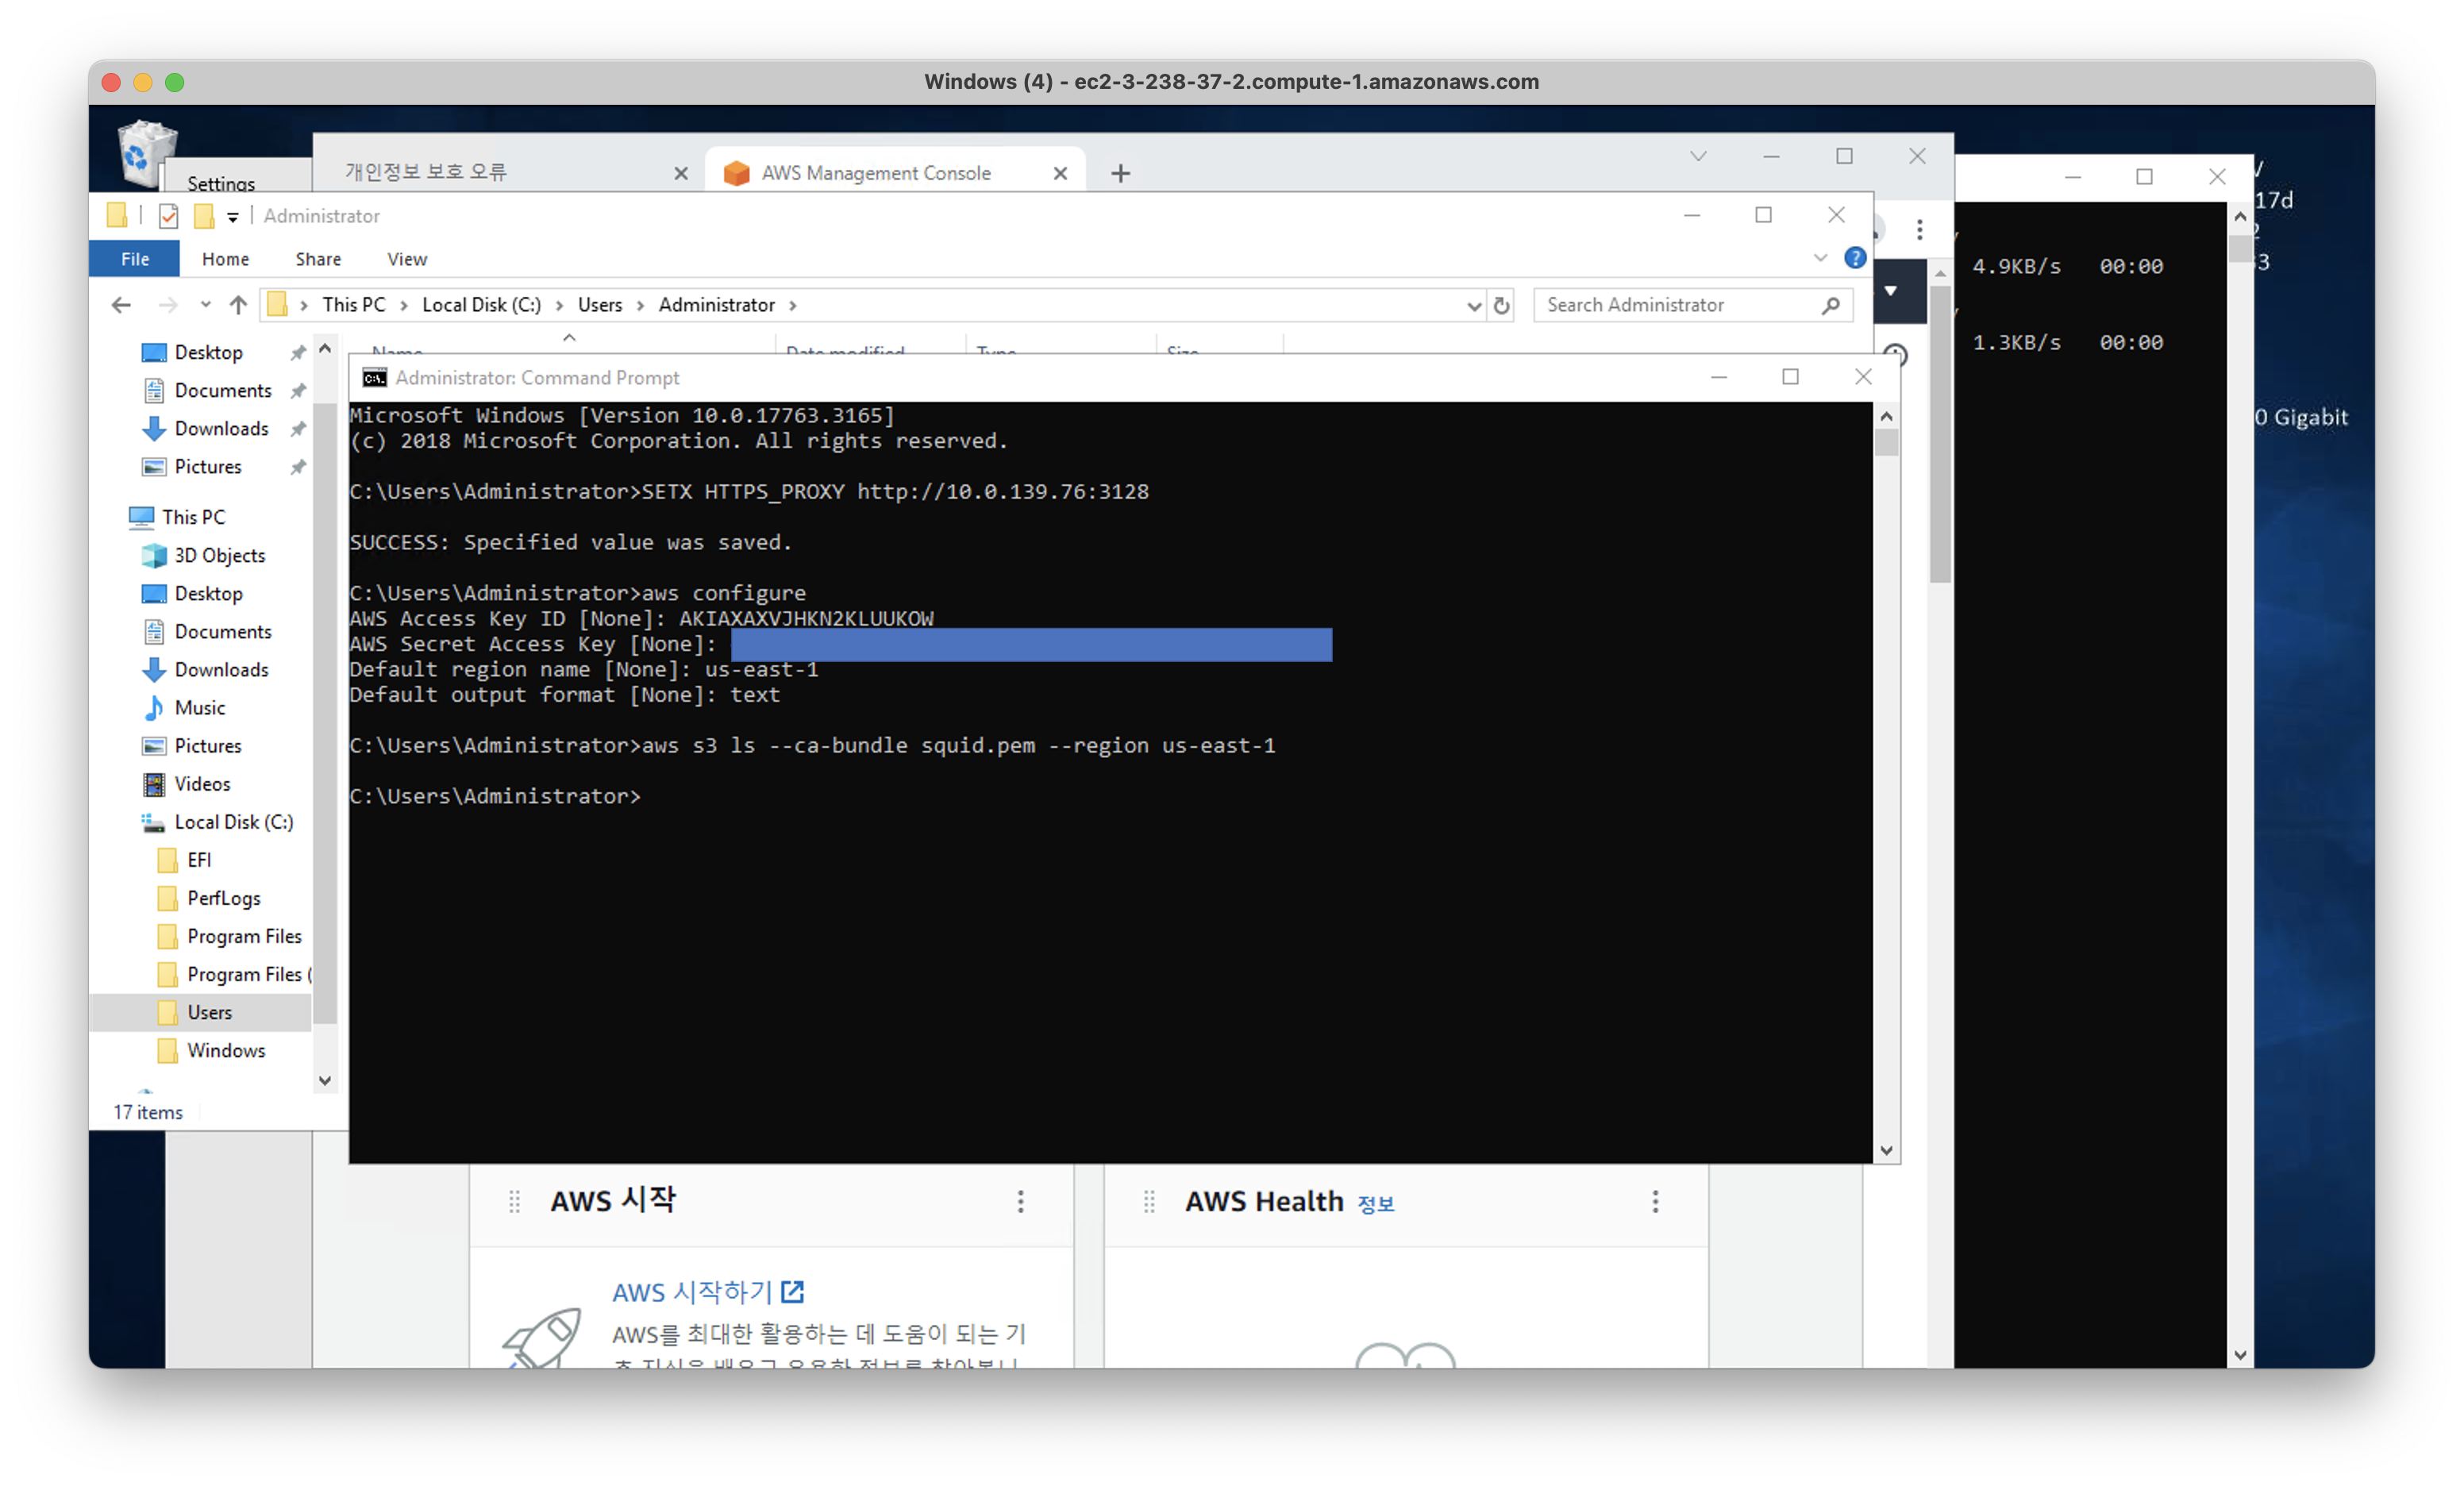 Windows (4) - ec2-3-238-37-2.compute-1.amazonaws.com
Settings
개인정보 보호 오류
AWS Management Console
Administrator
File Home Share View
This PC > Local Disk (C:) > Users > Administrator >
Search Administrator
Name Date modified Type Size
Desktop
Documents
Downloads
Pictures
This PC
3D Objects
Desktop
Documents
Downloads
Music
Pictures
Videos
Local Disk (C:)
EFI
PerfLogs
Program Files
Program Files (
Users
Windows
17 items
Administrator: Command Prompt
Microsoft Windows [Version 10.0.17763.3165]
(c) 2018 Microsoft Corporation. All rights reserved.
C:\Users\Administrator>SETX HTTPS_PROXY http://10.0.139.76:3128
SUCCESS: Specified value was saved.
C:\Users\Administrator>aws configure
AWS Access Key ID [None]: AKIAXAXVJHKN2KLUUKOW
AWS Secret Access Key [None]:
Default region name [None]: us-east-1
Default output format [None]: text
C:\Users\Administrator>aws s3 ls --ca-bundle squid.pem --region us-east-1
C:\Users\Administrator>
4.9KB/s 00:00
1.3KB/s 00:00
17d
0 Gigabit
AWS 시작
AWS 시작하기
AWS를 최대한 활용하는 데 도움이 되는 기
AWS Health 정보